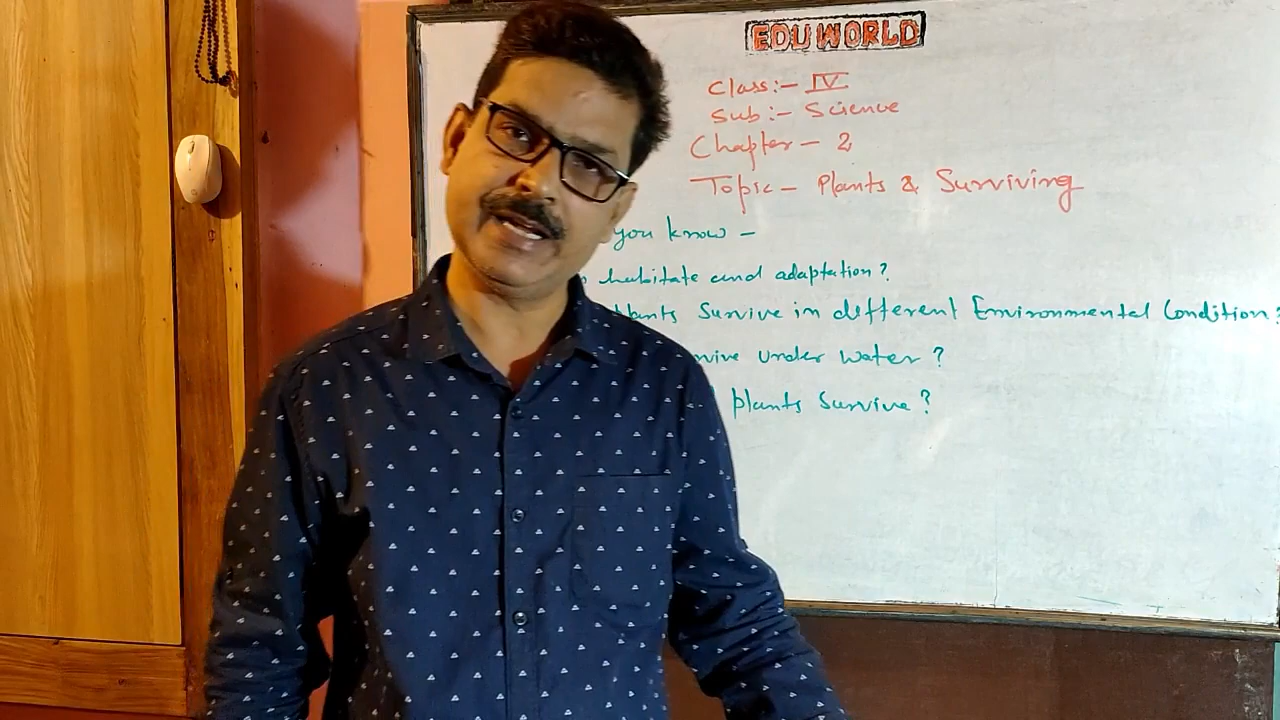 EDU WORLD
Class:- IV
Sub:- Science
Chapter - 2
Topic - Plants & Surviving
you know -
habitate and adaptation?
plants Survive in different Environmental Condition?
under water?
plants Survive?